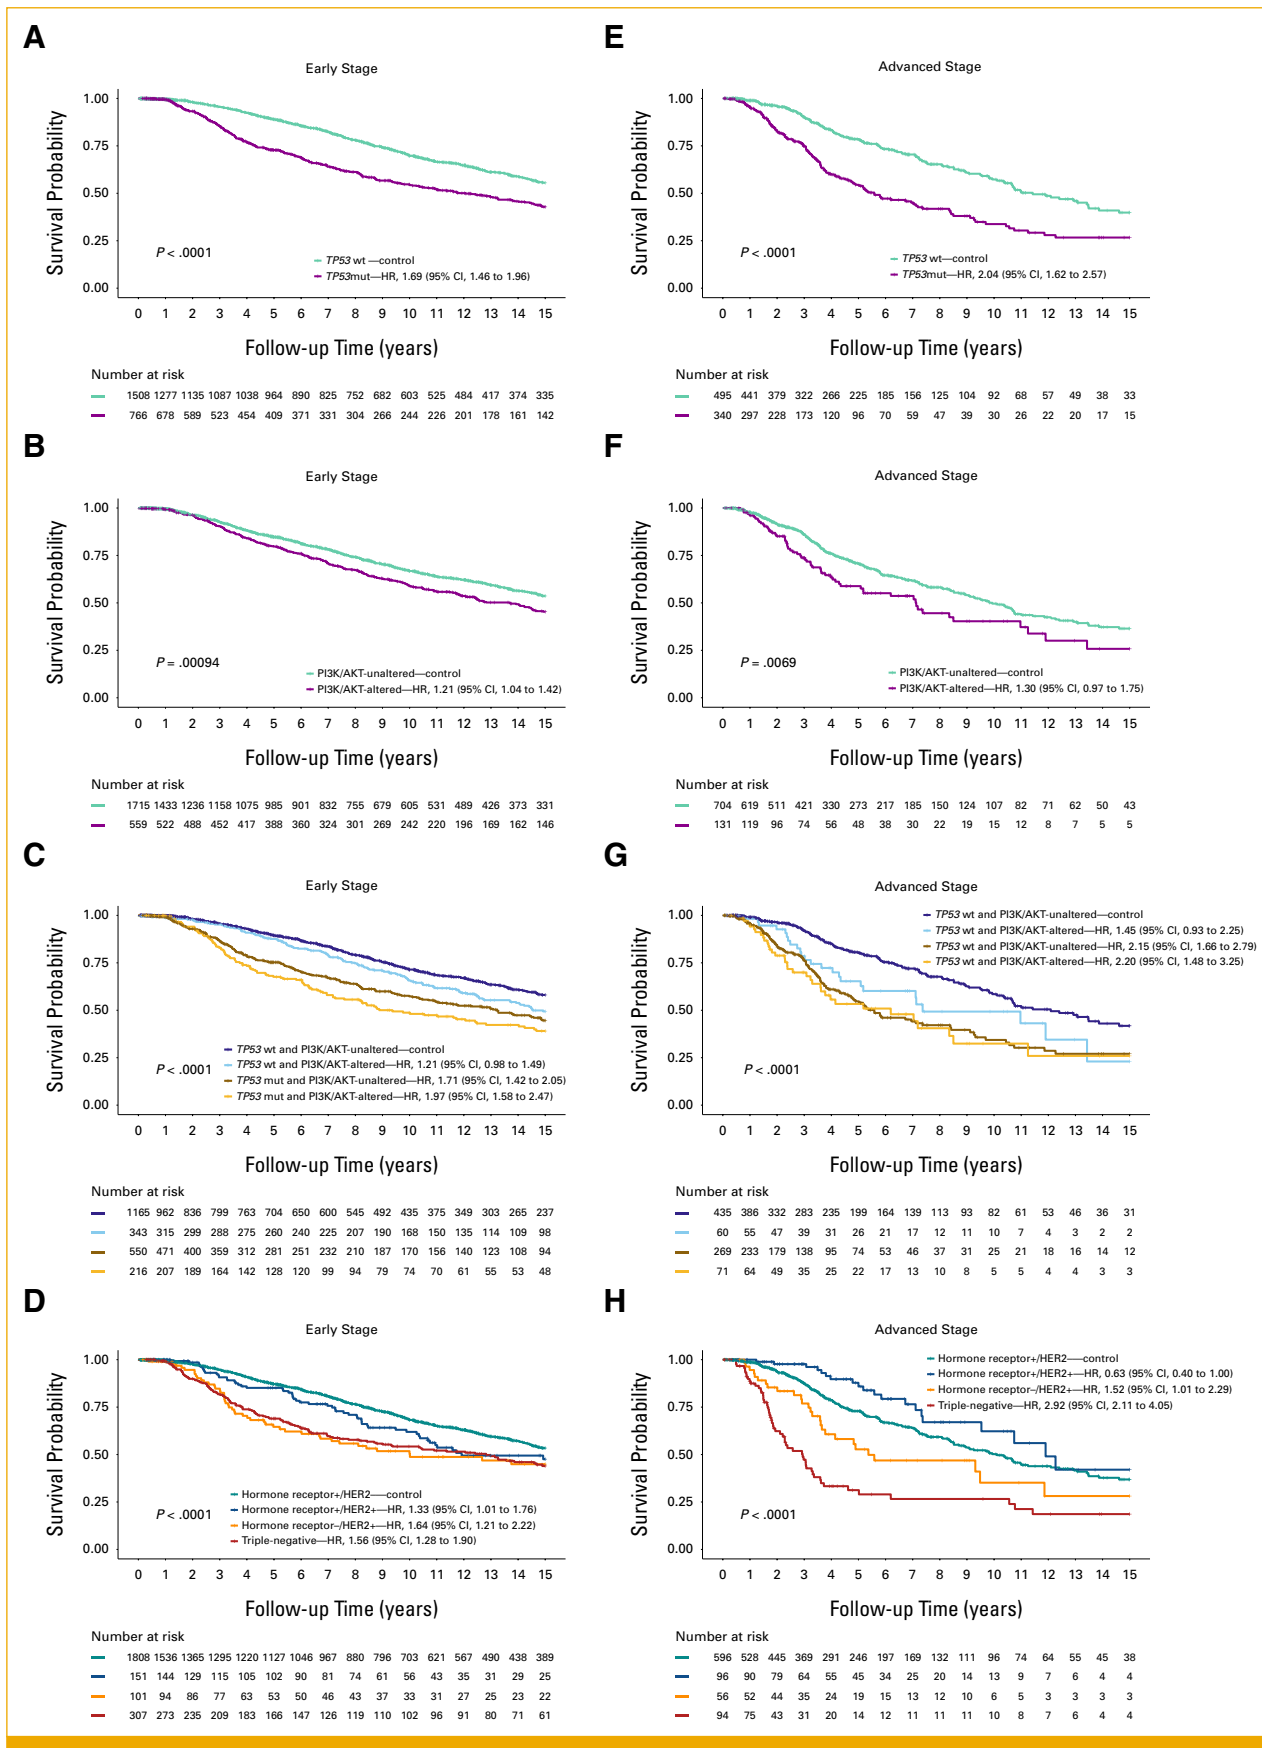 A
Early Stage
Survival Probability
1.00
0.75
0.50
0.25
0.00
P < .0001
TP53 wt —control
TP53mut—HR, 1.69 (95% CI, 1.46 to 1.96)
0 1 2 3 4 5 6 7 8 9 10 11 12 13 14 15
Follow-up Time (years)
Number at risk
1508 1277 1135 1087 1038 964 890 825 752 682 603 525 484 417 374 335
766 678 589 523 454 409 371 331 304 266 244 226 201 178 161 142
B
Early Stage
Survival Probability
1.00
0.75
0.50
0.25
0.00
P = .00094
PI3K/AKT-unaltered—control
PI3K/AKT-altered—HR, 1.21 (95% CI, 1.04 to 1.42)
0 1 2 3 4 5 6 7 8 9 10 11 12 13 14 15
Follow-up Time (years)
Number at risk
1715 1433 1236 1158 1075 985 901 832 755 679 605 531 489 426 373 331
559 522 488 452 417 388 360 324 301 269 242 220 196 169 162 146
C
Early Stage
Survival Probability
1.00
0.75
0.50
0.25
0.00
P < .0001
TP53 wt and PI3K/AKT-unaltered—control
TP53 wt and PI3K/AKT-altered—HR, 1.21 (95% CI, 0.98 to 1.49)
TP53 mut and PI3K/AKT-unaltered—HR, 1.71 (95% CI, 1.42 to 2.05)
TP53 mut and PI3K/AKT-altered—HR, 1.97 (95% CI, 1.58 to 2.47)
0 1 2 3 4 5 6 7 8 9 10 11 12 13 14 15
Follow-up Time (years)
Number at risk
1165 962 836 799 763 704 650 600 545 492 435 375 349 303 265 237
343 315 299 288 275 260 240 225 207 190 168 150 135 114 109 98
550 471 400 359 312 281 251 232 210 187 170 156 140 123 108 94
216 207 189 164 142 128 120 99 94 79 74 70 61 55 53 48
D
Early Stage
Survival Probability
1.00
0.75
0.50
0.25
0.00
P < .0001
Hormone receptor+/HER2-—control
Hormone receptor+/HER2+—HR, 1.33 (95% CI, 1.01 to 1.76)
Hormone receptor–/HER2+—HR, 1.64 (95% CI, 1.21 to 2.22)
Triple-negative—HR, 1.56 (95% CI, 1.28 to 1.90)
0 1 2 3 4 5 6 7 8 9 10 11 12 13 14 15
Follow-up Time (years)
Number at risk
1808 1536 1365 1295 1220 1127 1046 967 880 796 703 621 567 490 438 389
151 144 129 115 105 102 90 81 74 61 56 43 35 31 29 25
101 94 86 77 63 53 50 46 43 37 33 31 27 25 23 22
307 273 235 209 183 166 147 126 119 110 102 96 91 80 71 61
E
Advanced Stage
Survival Probability
1.00
0.75
0.50
0.25
0.00
P < .0001
TP53 wt—control
TP53mut—HR, 2.04 (95% CI, 1.62 to 2.57)
0 1 2 3 4 5 6 7 8 9 10 11 12 13 14 15
Follow-up Time (years)
Number at risk
495 441 379 322 266 225 185 156 125 104 92 68 57 49 38 33
340 297 228 173 120 96 70 59 47 39 30 26 22 20 17 15
F
Advanced Stage
Survival Probability
1.00
0.75
0.50
0.25
0.00
P = .0069
PI3K/AKT-unaltered—control
PI3K/AKT-altered—HR, 1.30 (95% CI, 0.97 to 1.75)
0 1 2 3 4 5 6 7 8 9 10 11 12 13 14 15
Follow-up Time (years)
Number at risk
704 619 511 421 330 273 217 185 150 124 107 82 71 62 50 43
131 119 96 74 56 48 38 30 22 19 15 12 8 7 5 5
G
Advanced Stage
Survival Probability
1.00
0.75
0.50
0.25
0.00
TP53 wt and PI3K/AKT-unaltered—control
TP53 wt and PI3K/AKT-altered—HR, 1.45 (95% CI, 0.93 to 2.25)
TP53 wt and PI3K/AKT-unaltered—HR, 2.15 (95% CI, 1.66 to 2.79)
TP53 wt and PI3K/AKT-altered—HR, 2.20 (95% CI, 1.48 to 3.25)
P < .0001
0 1 2 3 4 5 6 7 8 9 10 11 12 13 14 15
Follow-up Time (years)
Number at risk
435 386 332 283 235 199 164 139 113 93 82 61 53 46 36 31
60 55 47 39 31 26 21 17 12 11 10 7 4 3 2 2
269 233 179 138 95 74 53 46 37 31 25 21 18 16 14 12
71 64 49 35 25 22 17 13 10 8 5 5 4 4 3 3
H
Advanced Stage
Survival Probability
1.00
0.75
0.50
0.25
0.00
Hormone receptor+/HER2-—control
Hormone receptor+/HER2+—HR, 0.63 (95% CI, 0.40 to 1.00)
Hormone receptor–/HER2+—HR, 1.52 (95% CI, 1.01 to 2.29)
Triple-negative—HR, 2.92 (95% CI, 2.11 to 4.05)
P < .0001
0 1 2 3 4 5 6 7 8 9 10 11 12 13 14 15
Follow-up Time (years)
Number at risk
596 528 445 369 291 246 197 169 132 111 96 74 64 55 45 38
96 90 79 64 55 45 34 25 20 14 13 9 7 6 4 4
56 52 44 35 24 19 15 13 12 10 6 5 3 3 3 3
94 75 43 31 20 14 12 11 11 11 10 8 7 6 4 4